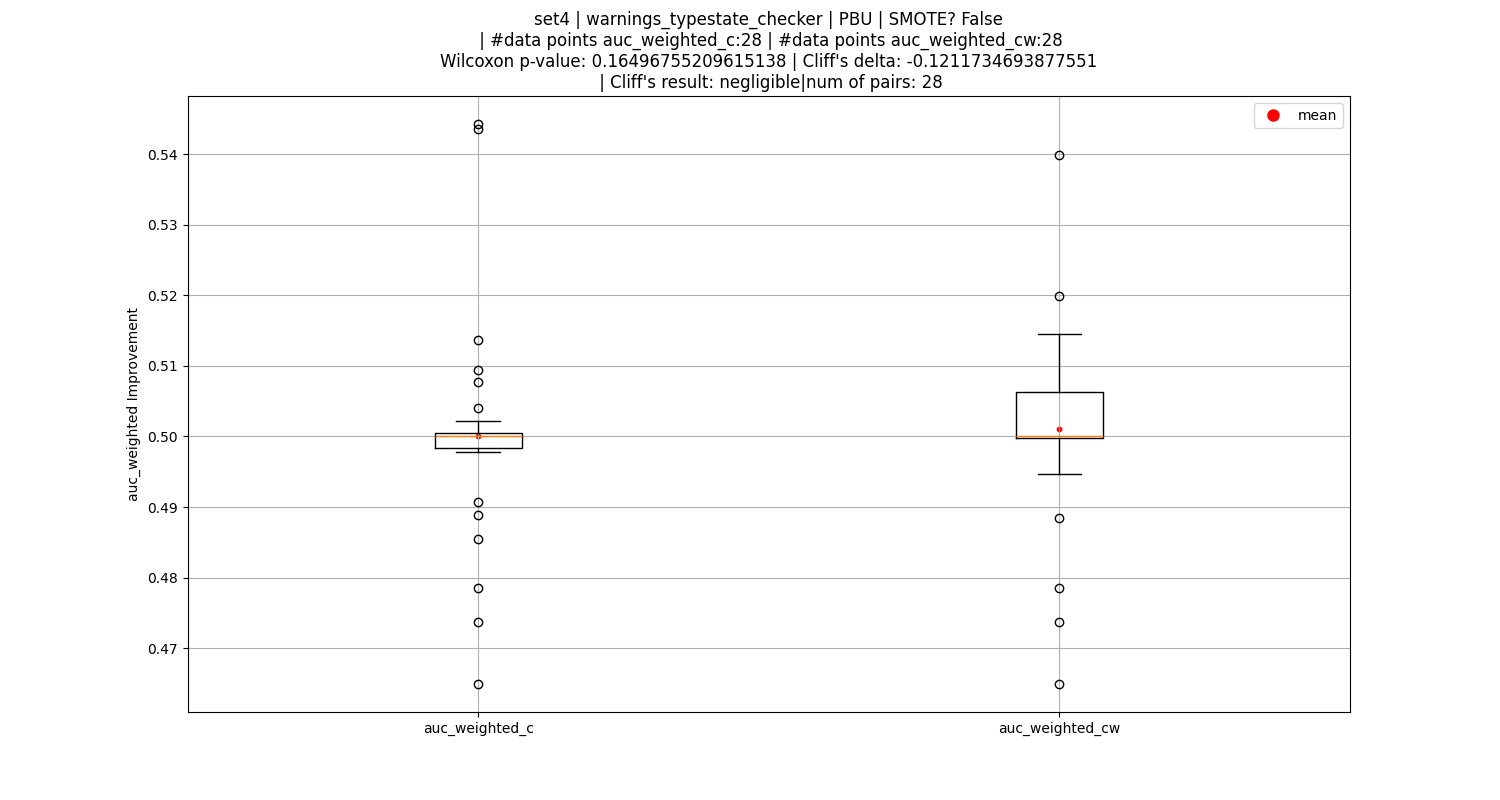 set4 | warnings_typestate_checker | PBU | SMOTE? False
| #data points auc_weighted_c:28 | #data points auc_weighted_cw:28
Wilcoxon p-value: 0.16496755209615138 | Cliff's delta: -0.1211734693877551
| Cliff's result: negligible|num of pairs: 28
mean
auc_weighted Improvement
0.54
0.53
0.52
0.51
0.50
0.49
0.48
0.47
auc_weighted_c
auc_weighted_cw